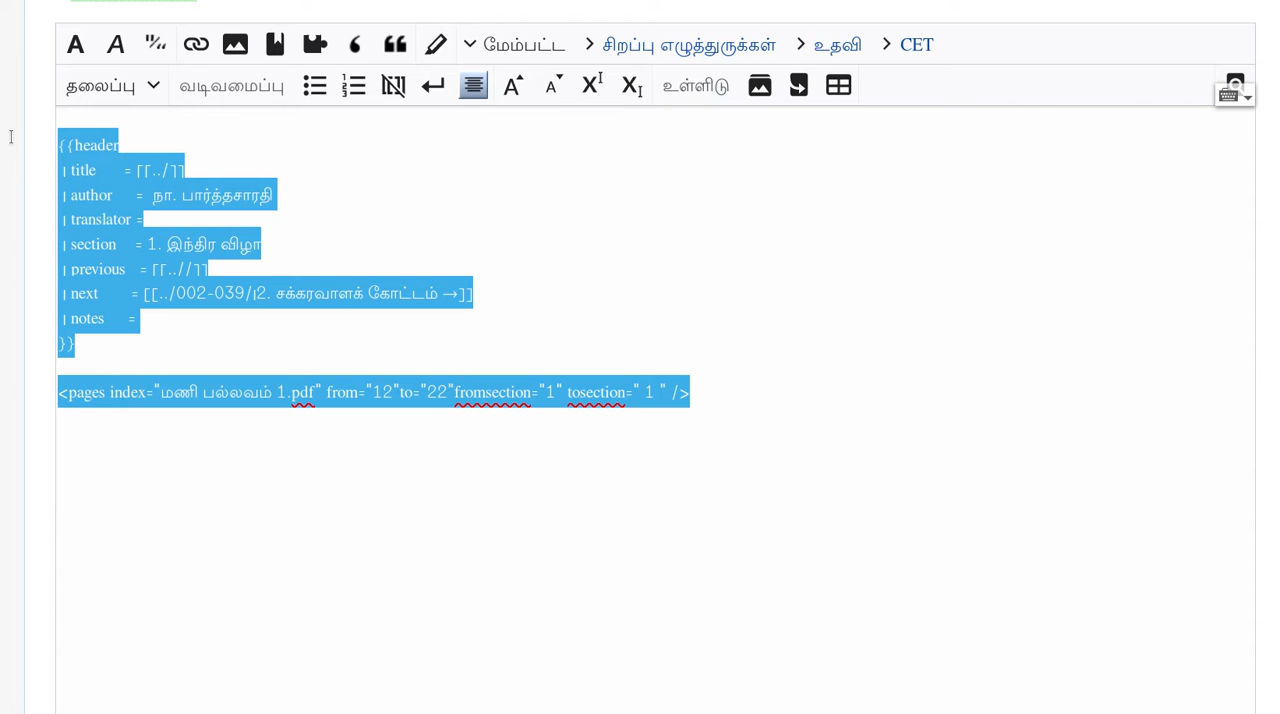 மேம்பட்ட சிறப்பு எழுத்துருக்கள் உதவி CET
தலைப்பு வடிவமைப்பு உள்ளிடு
{{header
| title = [[../]]
| author = நா. பார்த்தசாரதி
| translator =
| section = 1. இந்திர விழா
| previous = [[..//]]
| next = [[../002-039/|2. சக்கரவாளக் கோட்டம் →]]
| notes =
}}
<pages index="மணி பல்லவம் 1.pdf" from="12"to="22"fromsection="1" tosection=" 1 " />